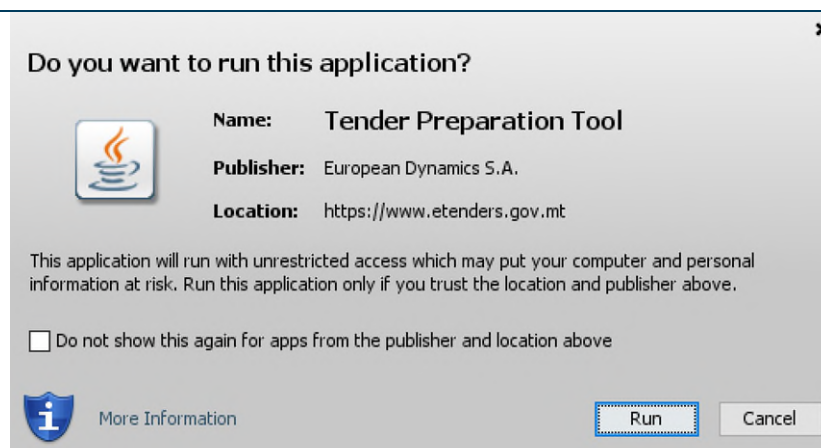 Do you want to run this application?
Name: Tender Preparation Tool
Publisher: European Dynamics S.A.
Location: https://www.etenders.gov.mt
This application will run with unrestricted access which may put your computer and personal
information at risk. Run this application only if you trust the location and publisher above.
Do not show this again for apps from the publisher and location above
More Information
Run
Cancel